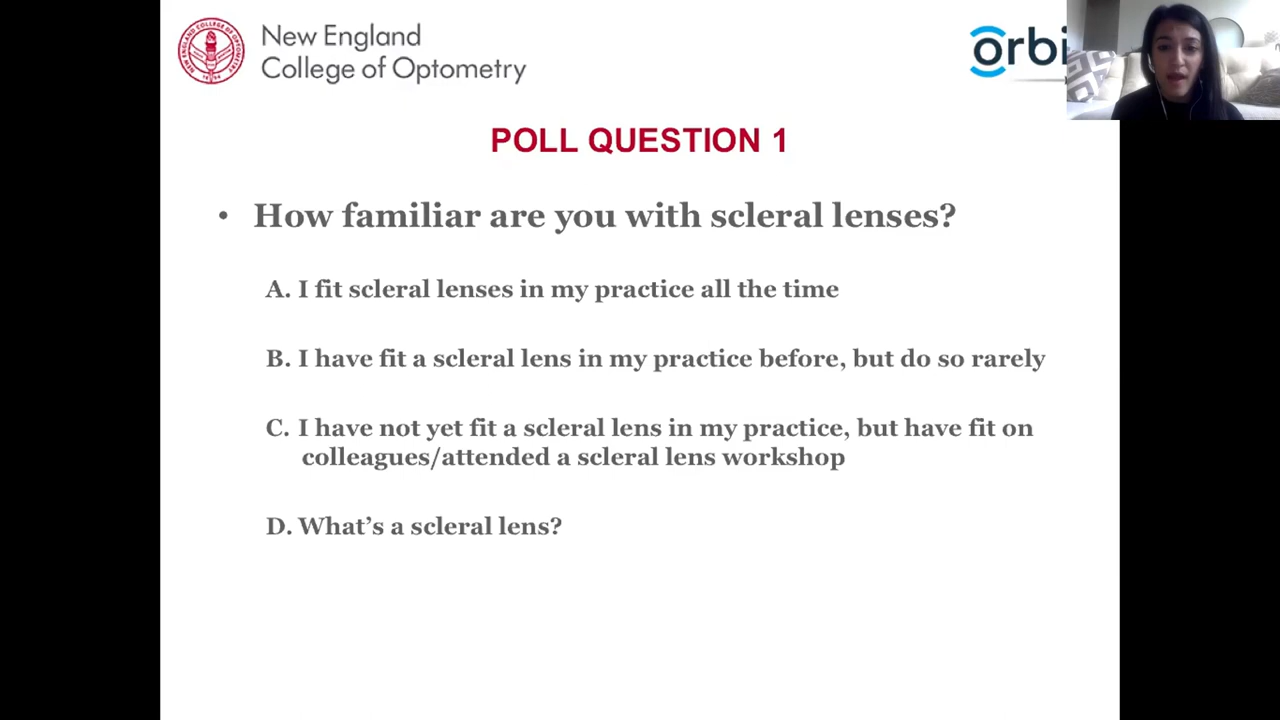 New England
College of Optometry
POLL QUESTION 1
• How familiar are you with scleral lenses?
A. I fit scleral lenses in my practice all the time
B. I have fit a scleral lens in my practice before, but do so rarely
C. I have not yet fit a scleral lens in my practice, but have fit on
colleagues/attended a scleral lens workshop
D. What’s a scleral lens?